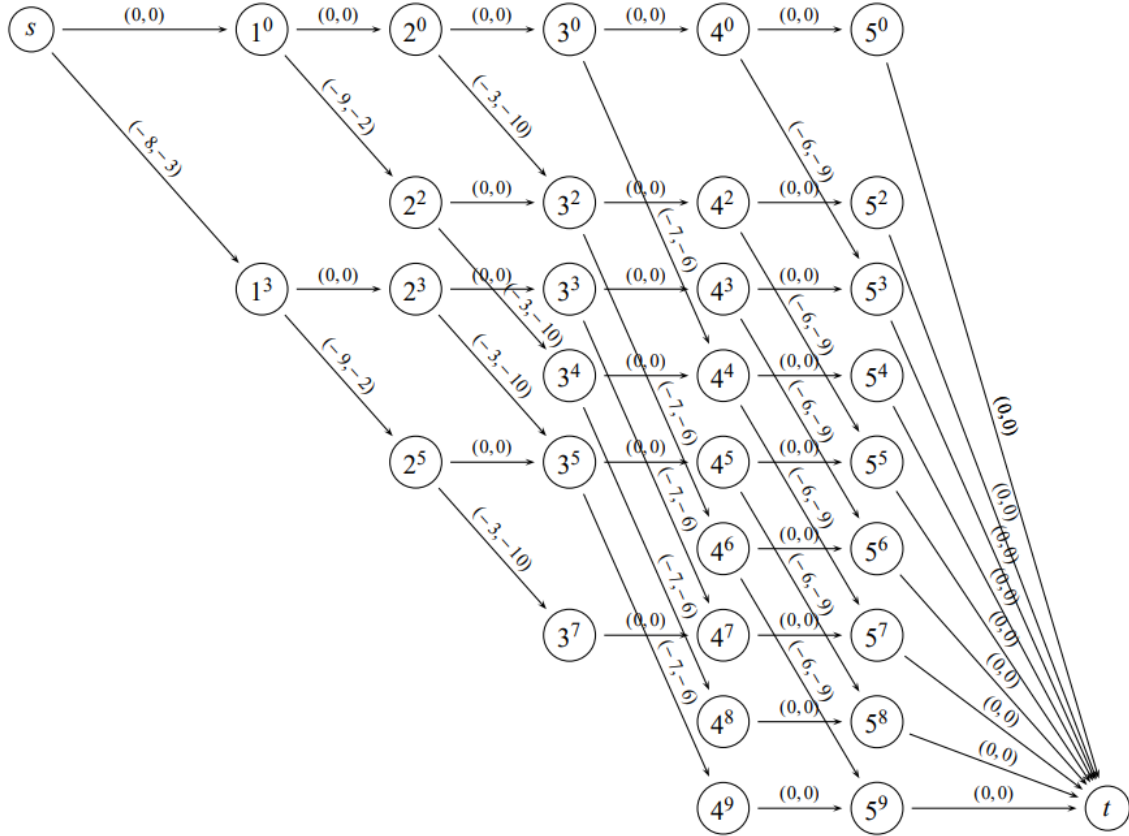 s (0,0) 1⁰ (0,0) 2⁰ (0,0) 3⁰ (0,0) 4⁰ (0,0) 5⁰
(−9,−2) (−3,−10)
(−8,−3) (−6,−9)
2² (0,0) 3² (0,0) 4² (0,0) 5²
(−7,−6)
1³ (0,0) 2³ (0,0) 3³ (0,0) 4³ (0,0) 5³
(−3,−10) (−6,−9)
(−9,−2) (−3,−10) 3⁴ (0,0) 4⁴ (0,0) 5⁴
(−7,−6) (−6,−9) (0,0)
2⁵ (0,0) 3⁵ (0,0) 4⁵ (0,0) 5⁵
(−7,−6) (−6,−9) (0,0)
(−3,−10) 4⁶ (0,0) 5⁶ (0,0)
(−7,−6) (−6,−9) (0,0)
3⁷ (0,0) 4⁷ (0,0) 5⁷ (0,0)
(−7,−6) (−6,−9) (0,0)
4⁸ (0,0) 5⁸ (0,0)
(0,0)
4⁹ (0,0) 5⁹ (0,0) t